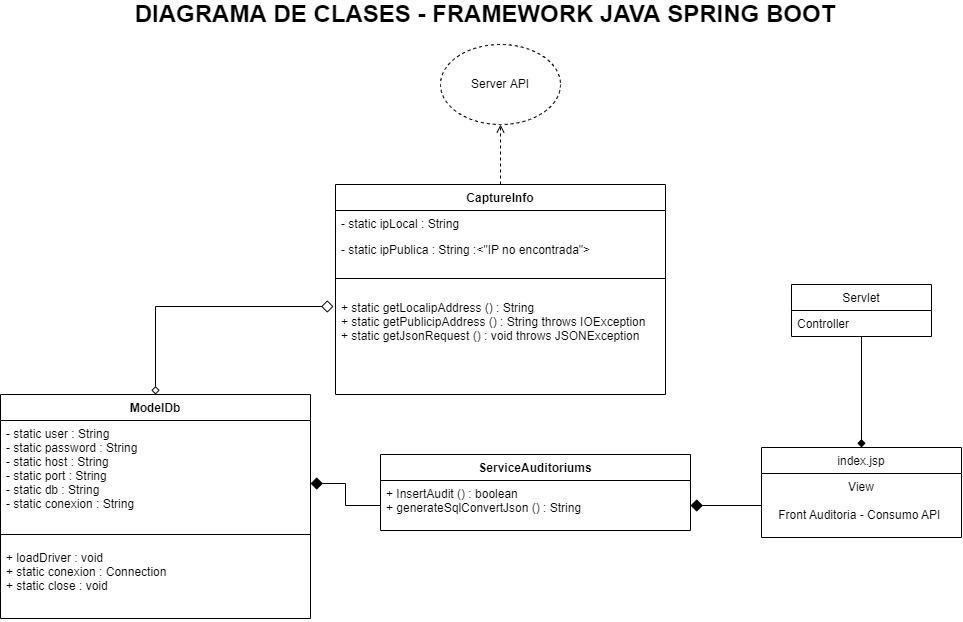 DIAGRAMA DE CLASES - FRAMEWORK JAVA SPRING BOOT
Server API
CaptureInfo
- static ipLocal : String
- static ipPublica : String :<"IP no encontrada">
+ static getLocalipAddress () : String
+ static getPublicipAddress () : String throws IOException
+ static getJsonRequest () : void throws JSONException
Servlet
Controller
ModelDb
- static user : String
- static password : String
- static host : String
- static port : String
- static db : String
- static conexion : String
+ loadDriver : void
+ static conexion : Connection
+ static close : void
ServiceAuditoriums
+ InsertAudit () : boolean
+ generateSqlConvertJson () : String
index.jsp
View
Front Auditoria - Consumo API